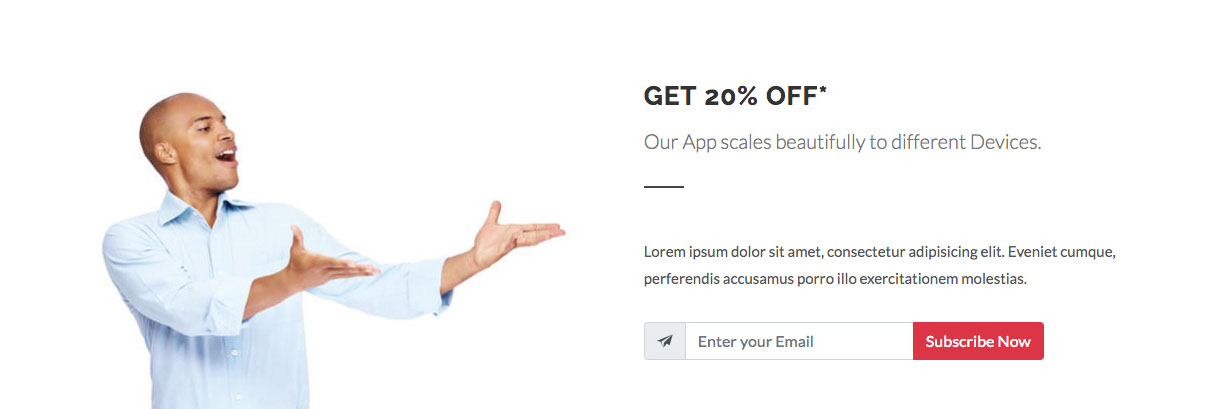 GET 20% OFF*
Our App scales beautifully to different Devices.
Lorem ipsum dolor sit amet, consectetur adipisicing elit. Eveniet cumque,
perferendis accusamus porro illo exercitationem molestias.
Enter your Email Subscribe Now